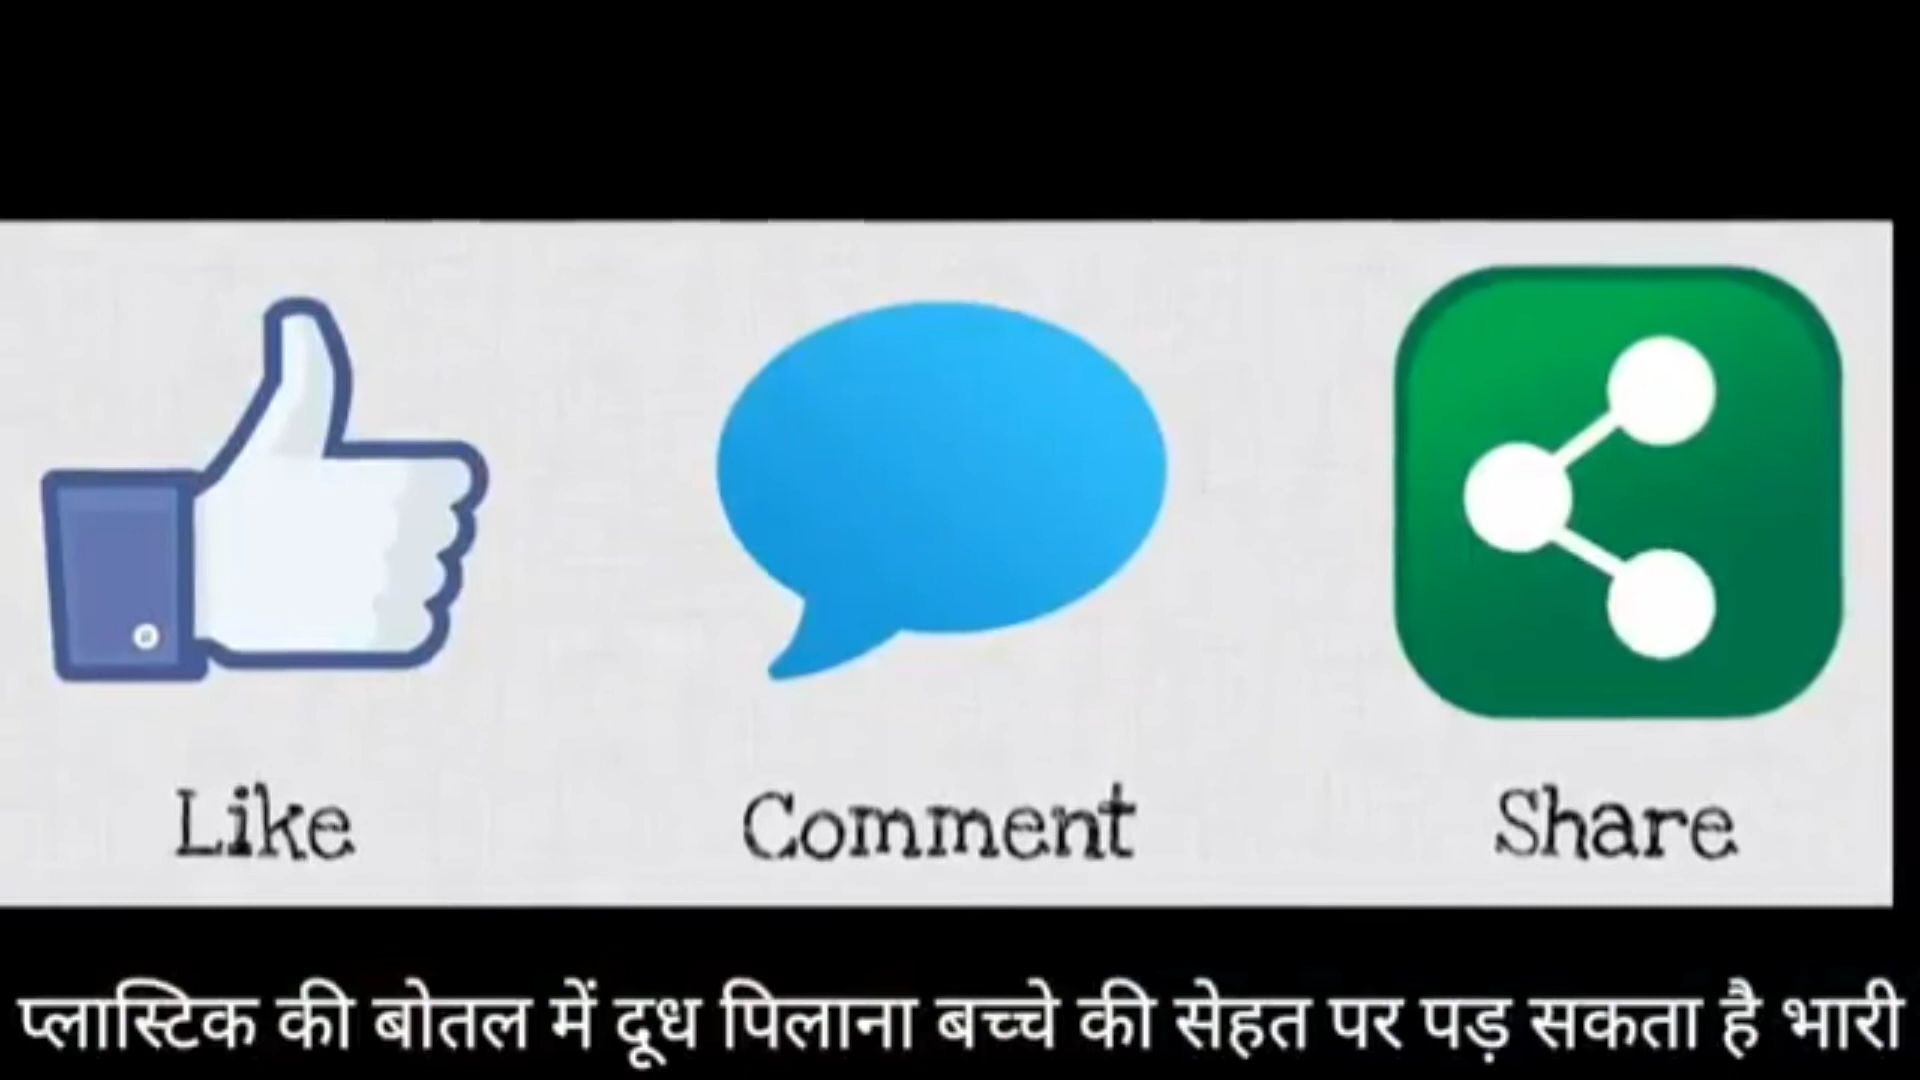 Like Comment Share
प्लास्टिक की बोतल में दूध पिलाना बच्चे की सेहत पर पड़ सकता है भारी